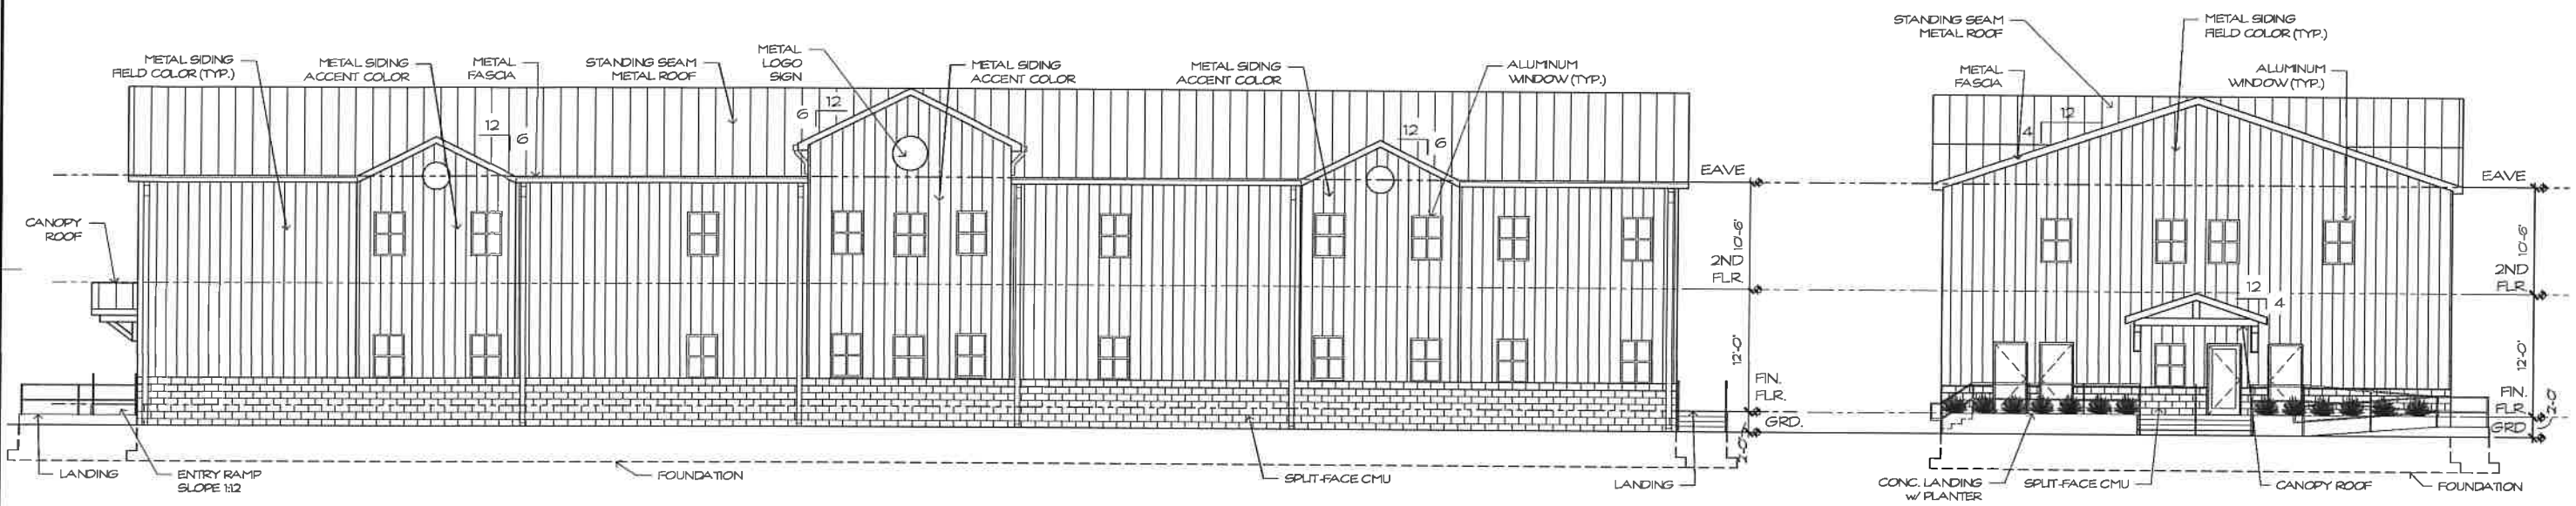 METAL SIDING
FIELD COLOR (TYP.)
METAL SIDING
ACCENT COLOR
METAL
FASCIA
STANDING SEAM
METAL ROOF
METAL
LOGO
SIGN
METAL SIDING
ACCENT COLOR
METAL SIDING
ACCENT COLOR
ALUMINUM
WINDOW (TYP.)
12
6
12
6
12
6
CANOPY
ROOF
EAVE
10'-6"
2ND
FLR.
12'-0"
FIN.
FLR.
GRD.
2'-0"
LANDING
ENTRY RAMP
SLOPE 1:12
FOUNDATION
SPLIT-FACE CMU
LANDING
STANDING SEAM
METAL ROOF
METAL SIDING
FIELD COLOR (TYP.)
METAL
FASCIA
ALUMINUM
WINDOW (TYP.)
12
4
EAVE
10'-6"
2ND
FLR.
12
4
12'-0"
FIN.
FLR.
GRD
2'-0"
CONC. LANDING
W/ PLANTER
SPLIT-FACE CMU
CANOPY ROOF
FOUNDATION